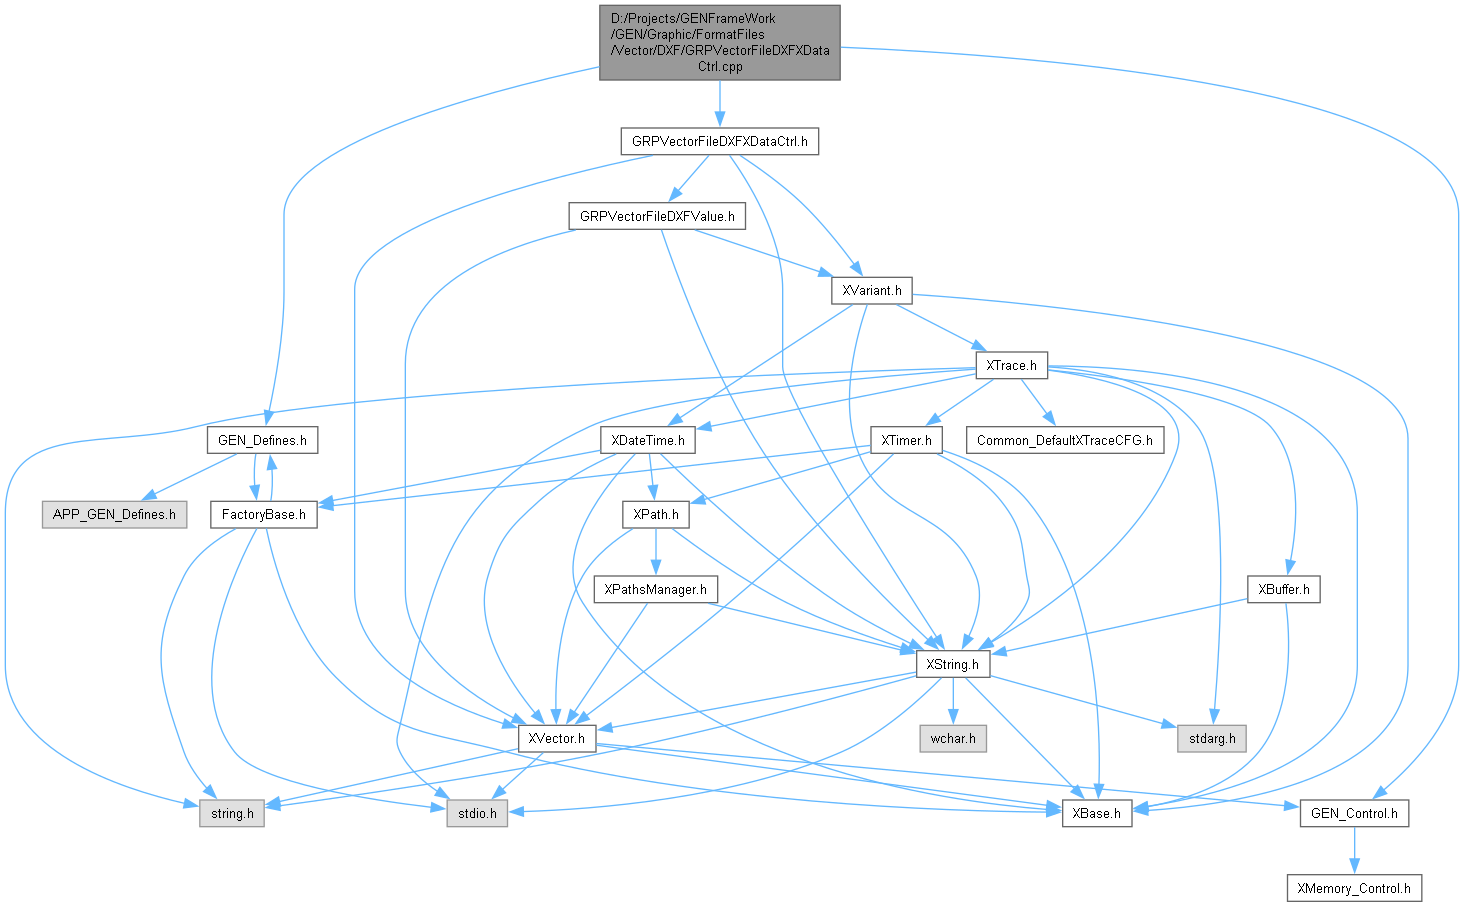 D:/Projects/GENFrameWork
/GEN/Graphic/FormatFiles
/Vector/DXF/GRPVectorFileDXFXData
Ctrl.cpp
GRPVectorFileDXFXDataCtrl.h
GRPVectorFileDXFValue.h
XVariant.h
XTrace.h
GEN_Defines.h
XDateTime.h
XTimer.h
Common_DefaultXTraceCFG.h
APP_GEN_Defines.h
FactoryBase.h
XPath.h
XPathsManager.h
XBuffer.h
XString.h
XVector.h
wchar.h
stdarg.h
string.h
stdio.h
XBase.h
GEN_Control.h
XMemory_Control.h